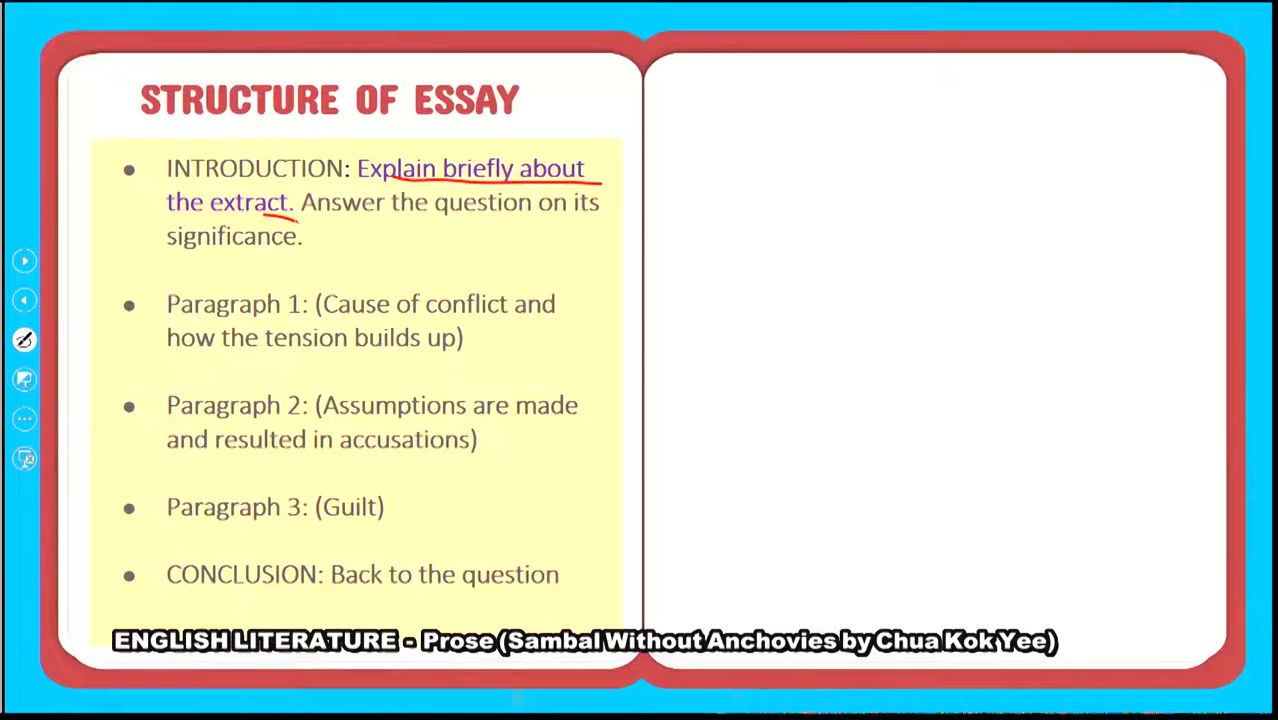 STRUCTURE OF ESSAY
● INTRODUCTION: Explain briefly about
the extract. Answer the question on its
significance.
● Paragraph 1: (Cause of conflict and
how the tension builds up)
● Paragraph 2: (Assumptions are made
and resulted in accusations)
● Paragraph 3: (Guilt)
● CONCLUSION: Back to the question
ENGLISH LITERATURE - Prose (Sambal Without Anchovies by Chua Kok Yee)